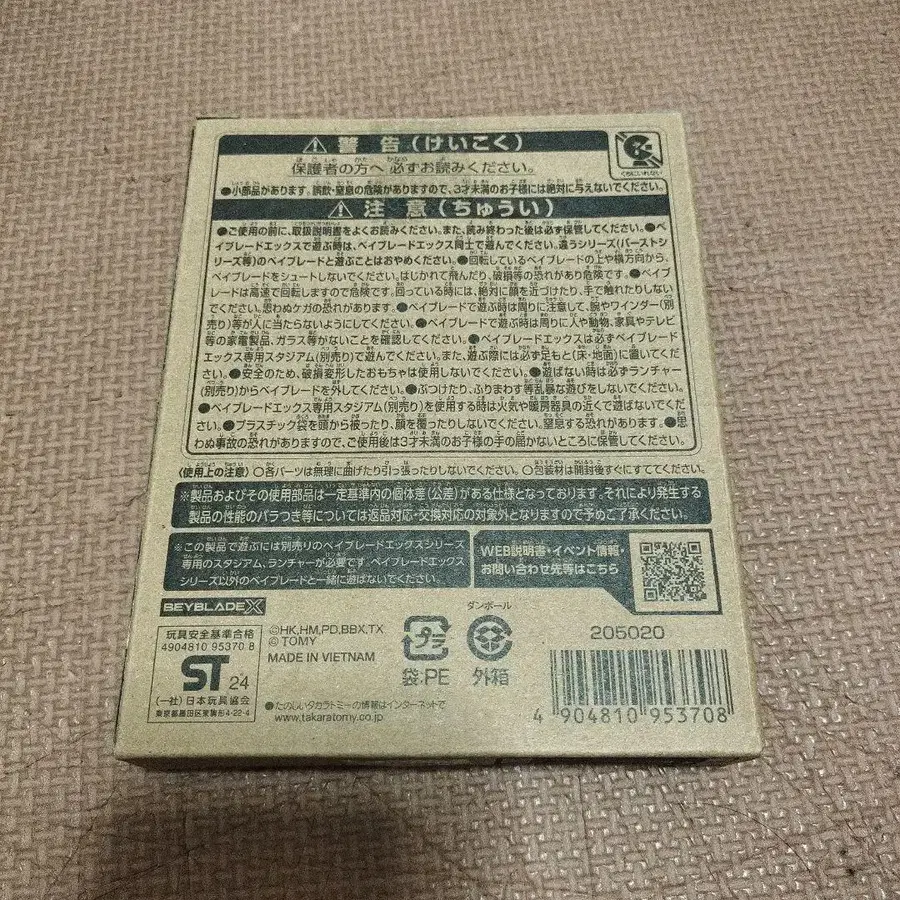 ⚠警 告(けいこく)
保護者の方へ 必ずお読みください。
●小部品があります。誤飲・窒息の危険がありますので、3才未満のお子様には絶対に与えないでください。
くちにいれない
⚠注 意(ちゅうい)
●ご使用の前に、取扱説明書をよくお読みください。また、読み終わった後は必ず保管してください。●ベ
イブレードエックスで遊ぶ時は、ベイブレードエックス同士で遊んでください。違うシリーズ(バーストシ
リーズ等)のベイブレードと遊ぶことはおやめください。●回転しているベイブレードの上や横方向から、
ベイブレードをシュートしないでください。はじかれて飛んだり、破損等の恐れがあり危険です。●ベイブ
レードは高速で回転しますので危険です。回っている時には、絶対に顔を近づけたり、手で触れたりしない
でください。思わぬケガの恐れがあります。●ベイブレードで遊ぶ時は周りに注意して、腕やワインダー(別
売り)等が人に当たらないようにしてください。●ベイブレードで遊ぶ時は周りに人や動物、家具やテレビ
等の家電製品、ガラス等がないことを確認してください。●ベイブレードエックスは必ずベイブレード
エックス専用スタジアム(別売り)で遊んでください。また、遊ぶ際には必ず足もと(床・地面)に置いてくだ
さい。●安全のため、破損変形したおもちゃは使用しないでください。●遊ばない時は必ずランチャー
(別売り)からベイブレードを外してください。●ぶつけたり、ふりまわす等乱暴な遊びをしないでください。
●ベイブレードエックス専用スタジアム(別売り)を使用する時は火気や暖房器具の近くで遊ばないでくだ
さい。●プラスチック袋を頭から被ったり、顔を覆ったりしないでください。窒息する恐れがあります。●思
わぬ事故の恐れがありますので、ご使用後は3才未満のお子様の手の届かないところに保管してください。
〈使用上の注意〉○各パーツは無理に曲げたり引っ張ったりしないでください。○包装材は開封後すぐにすててください。
※製品およびその使用部品は一定基準内の個体差(公差)がある仕様となっております。それにより発生する
製品の性能のバラつき等については返品対応・交換対応の対象外となりますので予めご了承ください。
※この製品で遊ぶには別売りのベイブレードエックスシリーズ
専用のスタジアム、ランチャーが必要です。ベイブレードエックス
シリーズ以外のベイブレードと一緒に遊ばないでください。
WEB説明書・イベント情報・
お問い合わせ先等はこちら
BEYBLADE X
玩具安全基準合格
4904810 95370 8
ST 24
(一社)日本玩具協会
東京都墨田区東駒形4-22-4
©HK,HM,PD,BBX,TX
© TOMY
MADE IN VIETNAM
●たのしいタカラトミーの情報はインターネットで
www.takaratomy.co.jp
プラ
袋:PE
ダンボール
外箱
205020
4 904810 953708